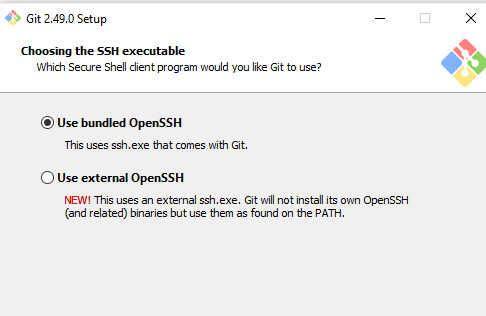 Git 2.49.0 Setup
Choosing the SSH executable
Which Secure Shell client program would you like Git to use?
Use bundled OpenSSH
This uses ssh.exe that comes with Git.
Use external OpenSSH
NEW! This uses an external ssh.exe. Git will not install its own OpenSSH
(and related) binaries but use them as found on the PATH.